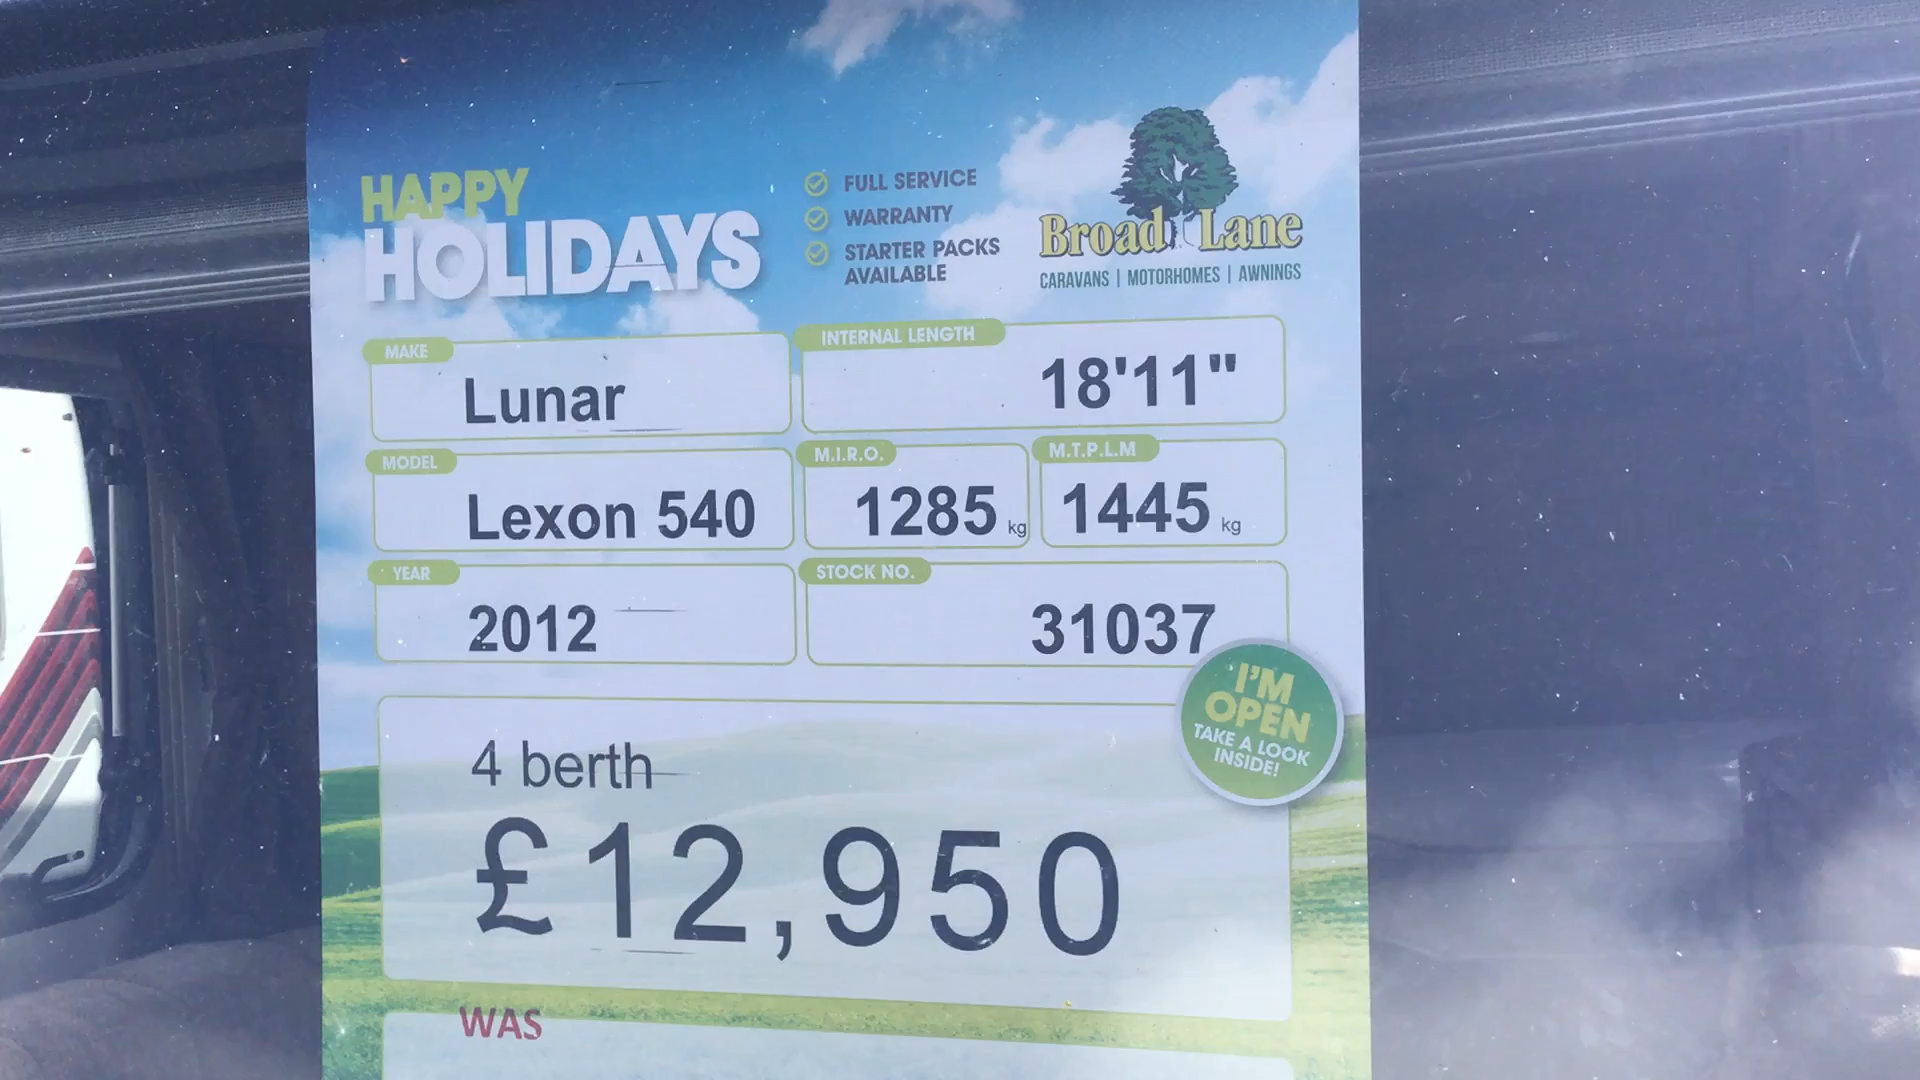 HAPPY
HOLIDAYS
FULL SERVICE
WARRANTY
STARTER PACKS
AVAILABLE
Broad Lane
CARAVANS | MOTORHOMES | AWNINGS
MAKE
Lunar
INTERNAL LENGTH
18'11"
MODEL
Lexon 540
M.I.R.O.
1285 kg
M.T.P.L.M
1445 kg
YEAR
2012
STOCK NO.
31037
I'M
OPEN
TAKE A LOOK
INSIDE!
4 berth
£12,950
WAS